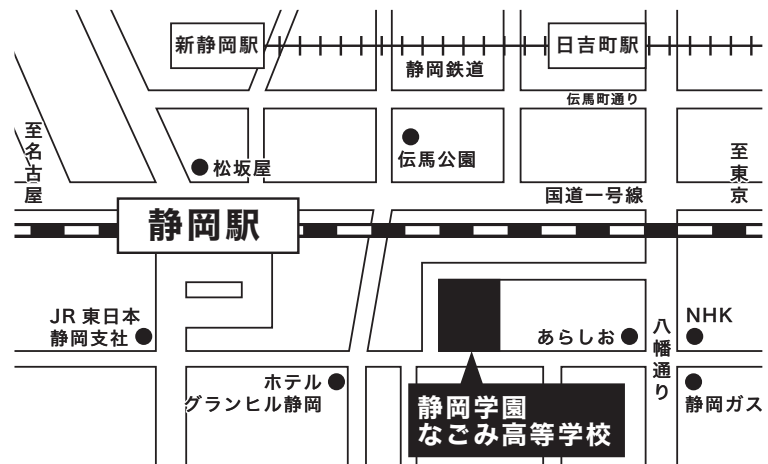 新静岡駅
日吉町駅
静岡鉄道
伝馬町通り
至名古屋
松坂屋
伝馬公園
至東京
国道一号線
静岡駅
JR 東日本
静岡支社
あらしお
八幡通り
NHK
ホテル
グランヒル静岡
静岡ガス
静岡学園
なごみ高等学校